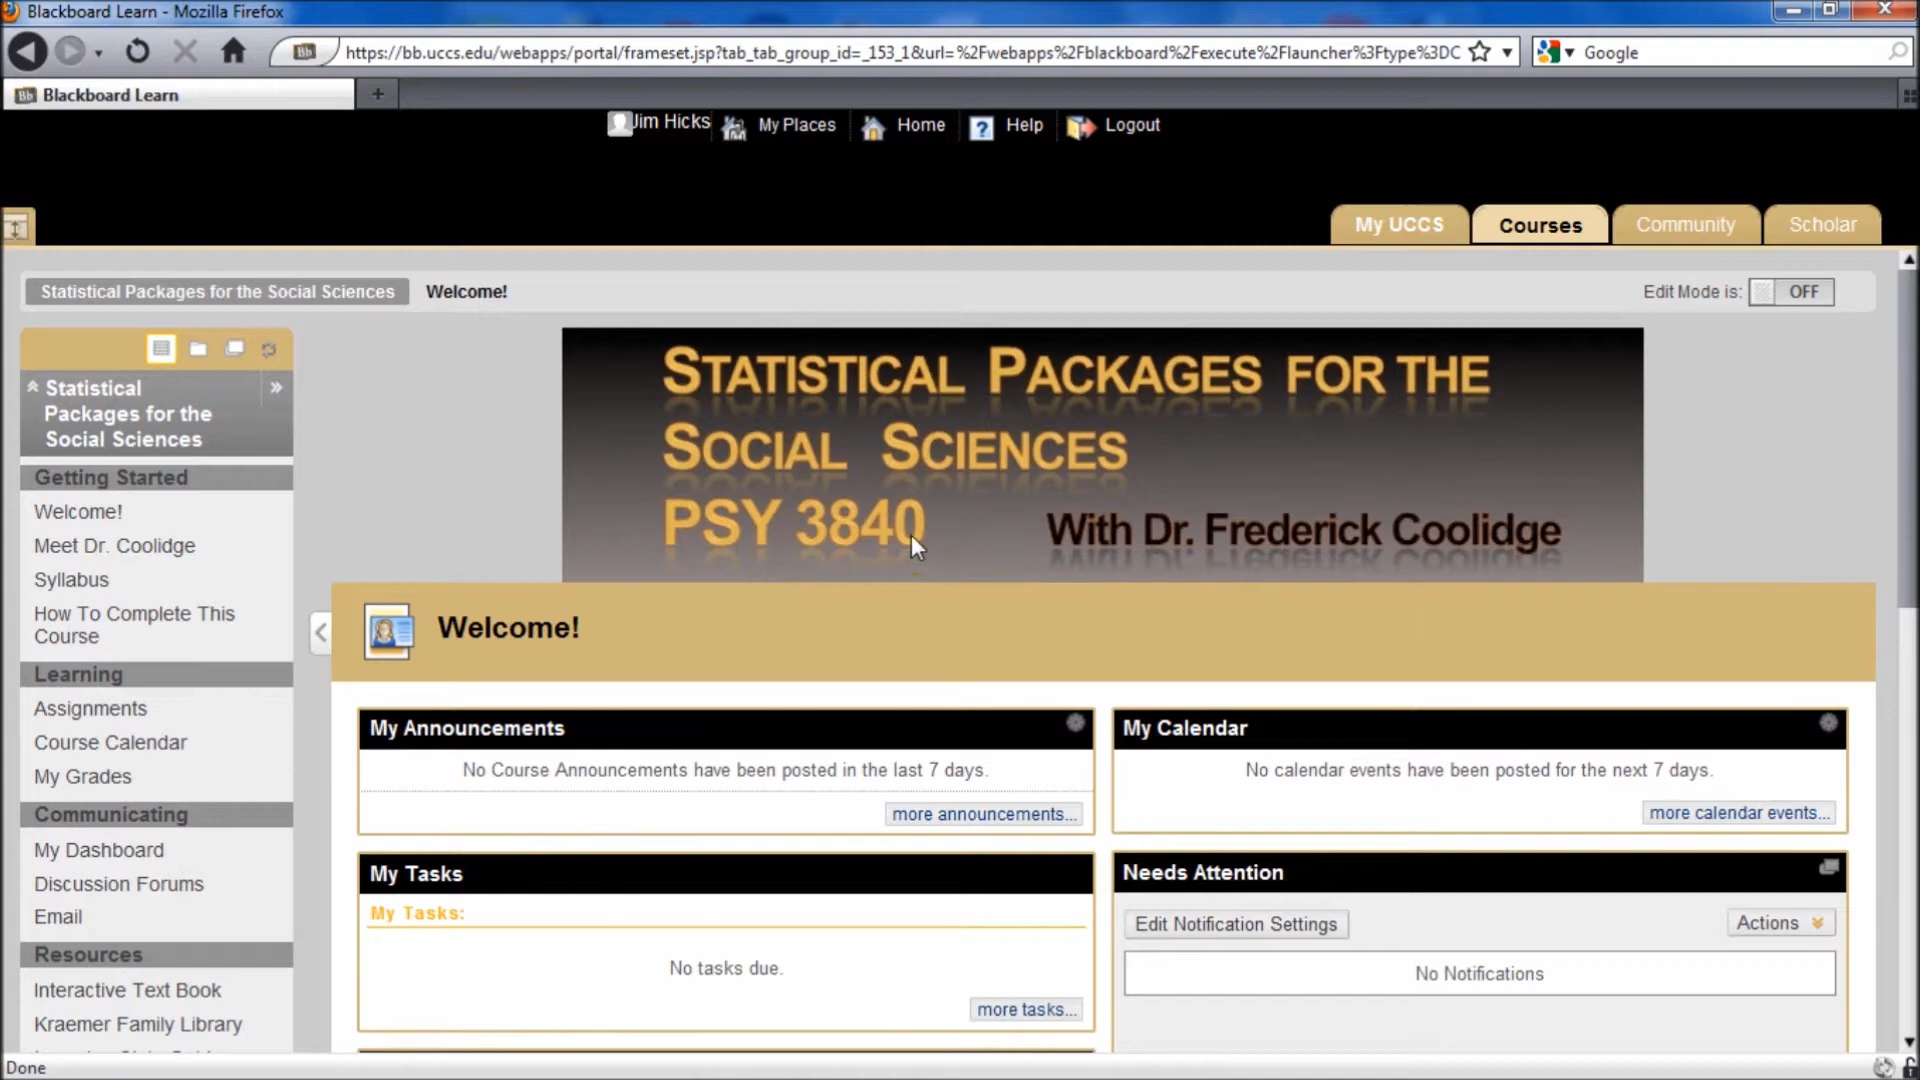 Blackboard Learn - Mozilla Firefox
https://bb.uccs.edu/webapps/portal/frameset.jsp?tab_tab_group_id=_153_1&url=%2Fwebapps%2Fblackboard%2Fexecute%2Flauncher%3Ftype%3DC
Google
Blackboard Learn
Jim Hicks
My Places
Home
Help
Logout
My UCCS
Courses
Community
Scholar
Statistical Packages for the Social Sciences
Welcome!
Edit Mode is:
OFF
STATISTICAL PACKAGES FOR THE
SOCIAL SCIENCES
PSY 3840
With Dr. Frederick Coolidge
Statistical
Packages for the
Social Sciences
Getting Started
Welcome!
Meet Dr. Coolidge
Syllabus
How To Complete This
Course
Learning
Assignments
Course Calendar
My Grades
Communicating
My Dashboard
Discussion Forums
Email
Resources
Interactive Text Book
Kraemer Family Library
Welcome!
My Announcements
No Course Announcements have been posted in the last 7 days.
more announcements...
My Tasks
My Tasks:
No tasks due.
more tasks...
My Calendar
No calendar events have been posted for the next 7 days.
more calendar events...
Needs Attention
Edit Notification Settings
Actions
No Notifications
Done